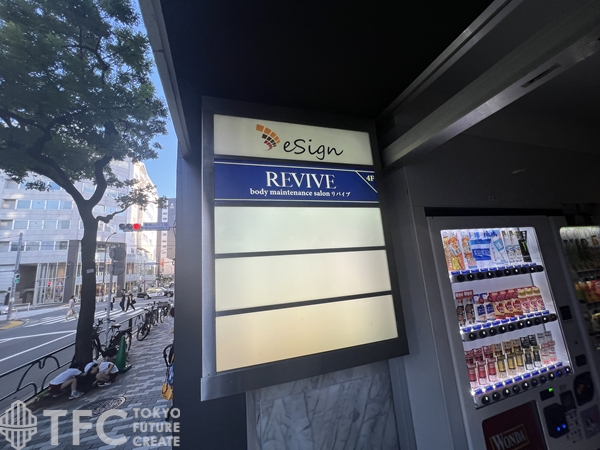 eSign
REVIVE
4F
body maintenance salon リバイブ
WONDA
TFC TOKYO
FUTURE
CREATE